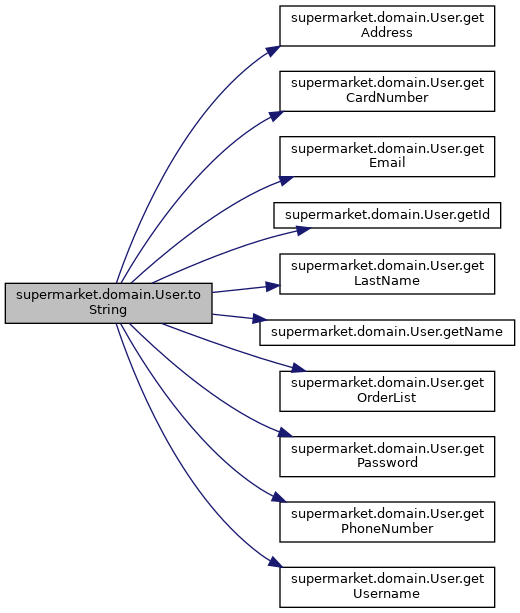 supermarket.domain.User.get
Address
supermarket.domain.User.get
CardNumber
supermarket.domain.User.get
Email
supermarket.domain.User.getId
supermarket.domain.User.get
LastName
supermarket.domain.User.to
String
supermarket.domain.User.getName
supermarket.domain.User.get
OrderList
supermarket.domain.User.get
Password
supermarket.domain.User.get
PhoneNumber
supermarket.domain.User.get
Username